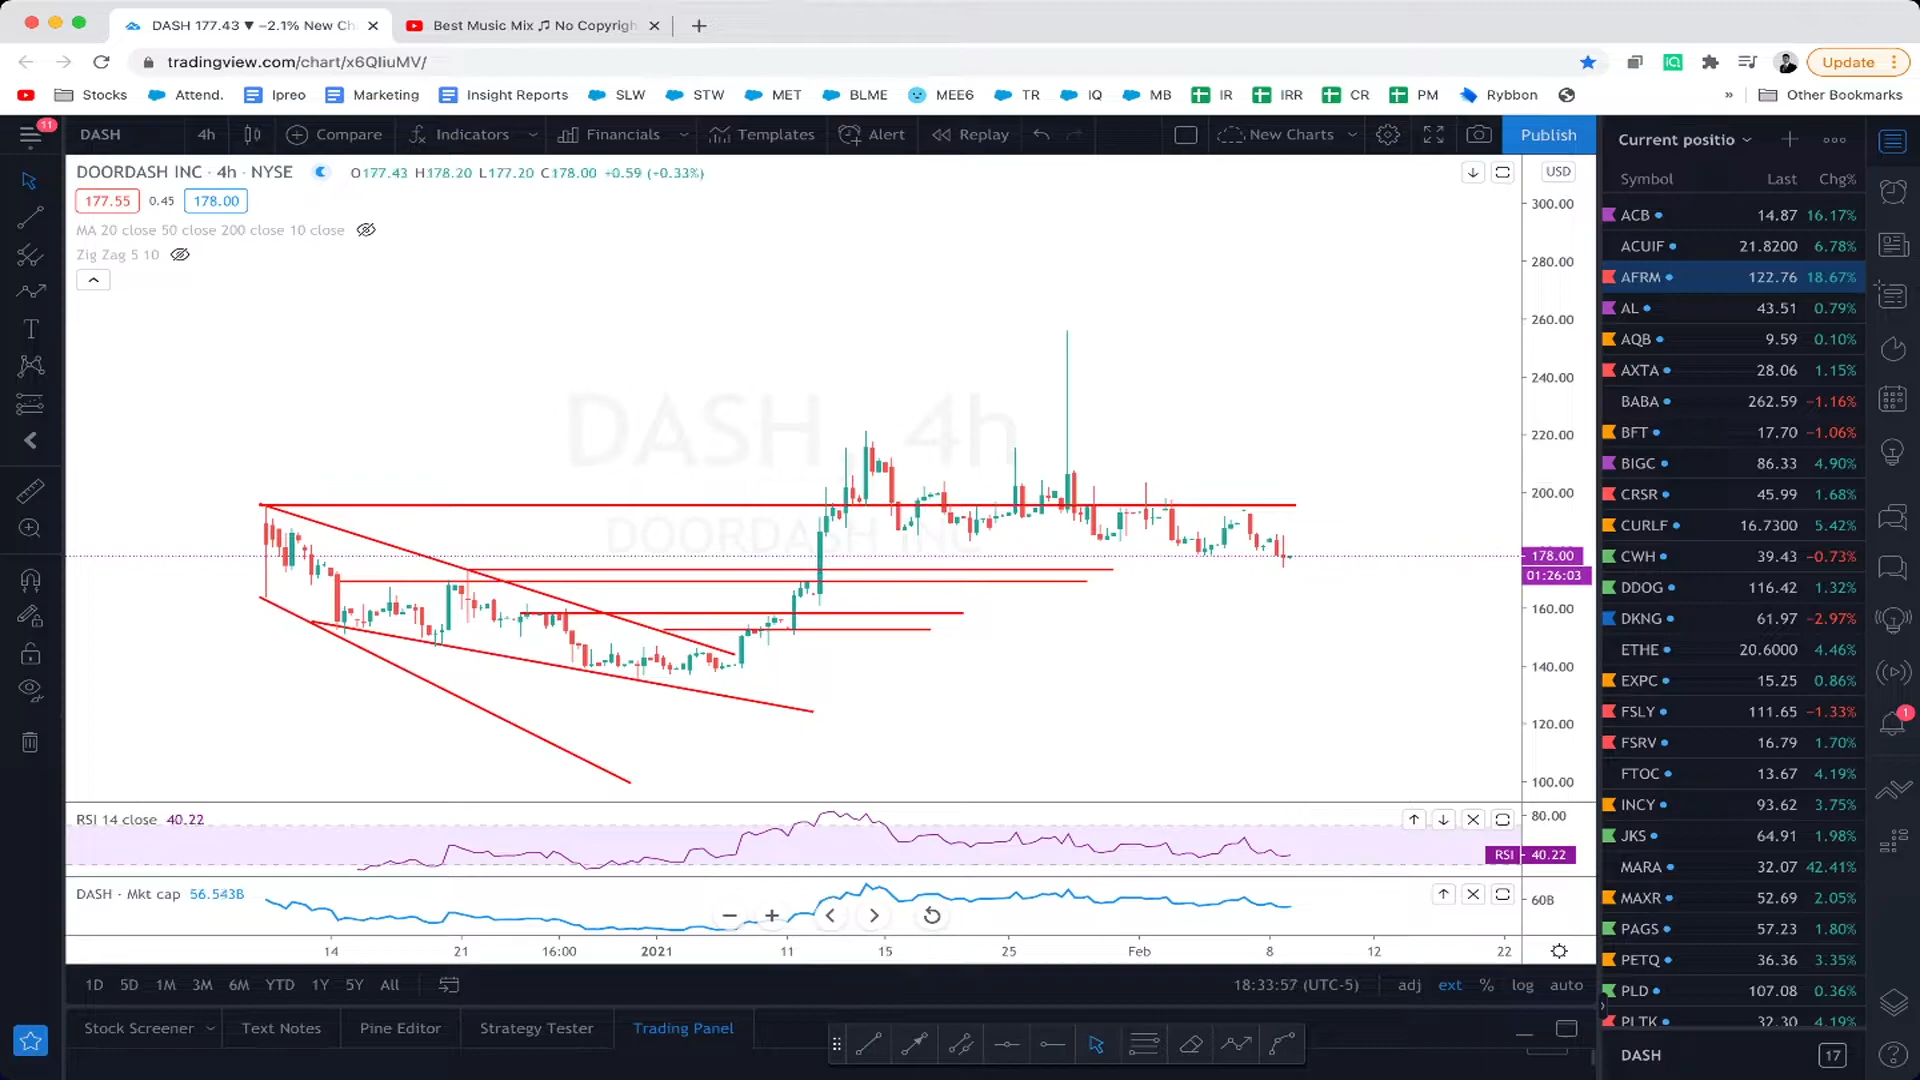 DASH 177.43 ▼ −2.1% New Ch
Best Music Mix ♫ No Copyrigh
tradingview.com/chart/x6QIiuMV/
Update
Stocks Attend. Ipreo Marketing Insight Reports SLW STW MET BLME MEE6 TR IQ MB IR IRR CR PM Rybbon » Other Bookmarks
11
DASH 4h Compare Indicators Financials Templates Alert Replay New Charts Publish
DOORDASH INC · 4h · NYSE O177.43 H178.20 L177.20 C178.00 +0.59 (+0.33%)
177.55 0.45 178.00
MA 20 close 50 close 200 close 10 close
Zig Zag 5 10
DASH 4h
DOORDASH INC
USD
300.00
280.00
260.00
240.00
220.00
200.00
178.00
01:26:03
160.00
140.00
120.00
100.00
RSI 14 close 40.22
80.00
RSI 40.22
DASH · Mkt cap 56.543B
60B
14 21 16:00 2021 11 15 25 Feb 8 12 22
1D 5D 1M 3M 6M YTD 1Y 5Y All
18:33:57 (UTC-5) adj ext % log auto
Stock Screener Text Notes Pine Editor Strategy Tester Trading Panel
Current positio
Symbol Last Chg%
ACB 14.87 16.17%
ACUIF 21.8200 6.78%
AFRM 122.76 18.67%
AL 43.51 0.79%
AQB 9.59 0.10%
AXTA 28.06 1.15%
BABA 262.59 −1.16%
BFT 17.70 −1.06%
BIGC 86.33 4.90%
CRSR 45.99 1.68%
CURLF 16.7300 5.42%
CWH 39.43 −0.73%
DDOG 116.42 1.32%
DKNG 61.97 −2.97%
ETHE 20.6000 4.46%
EXPC 15.25 0.86%
FSLY 111.65 −1.33%
FSRV 16.79 1.70%
FTOC 13.67 4.19%
INCY 93.62 3.75%
JKS 64.91 1.98%
MARA 32.07 42.41%
MAXR 52.69 2.05%
PAGS 57.23 1.80%
PETQ 36.36 3.35%
PLD 107.08 0.36%
PLTK 32.30 4.19%
DASH
17
1